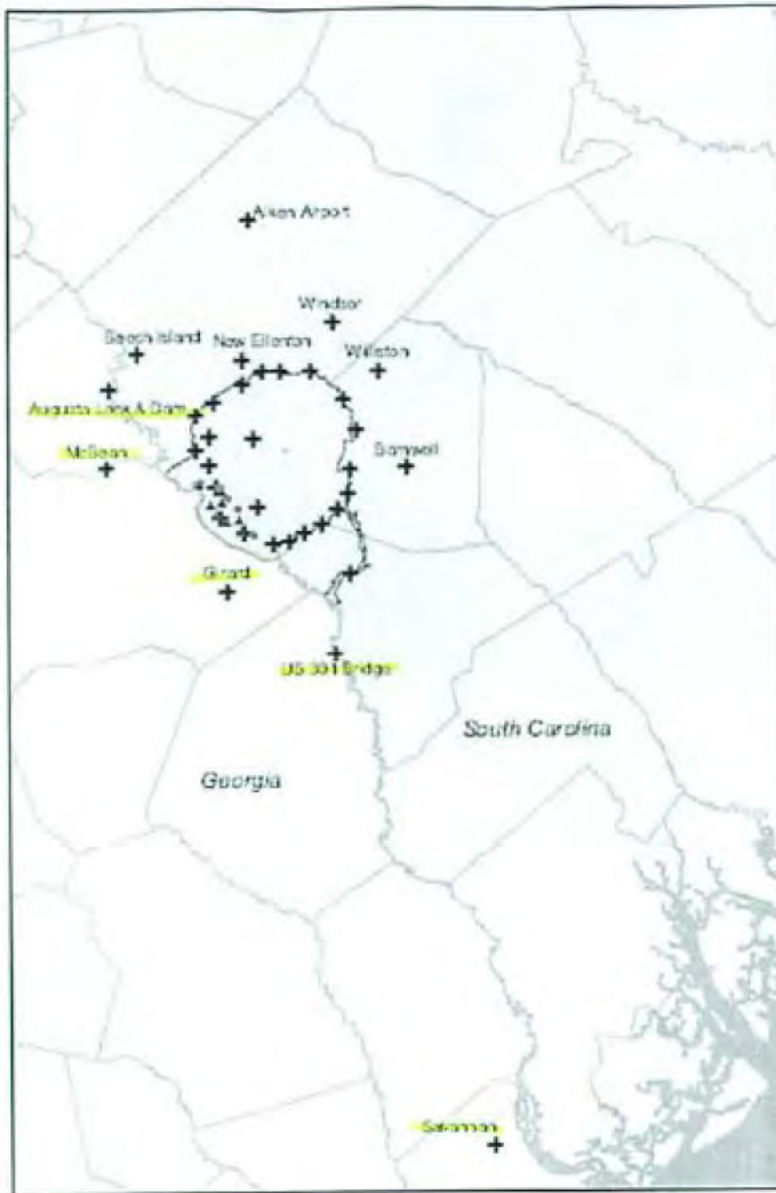 Aiken Airport
Windsor
Beech Island
New Ellenton
Williston
Augusta Lock & Dam
McBean
Barnwell
Girard
US 301 Bridge
South Carolina
Georgia
Savannah